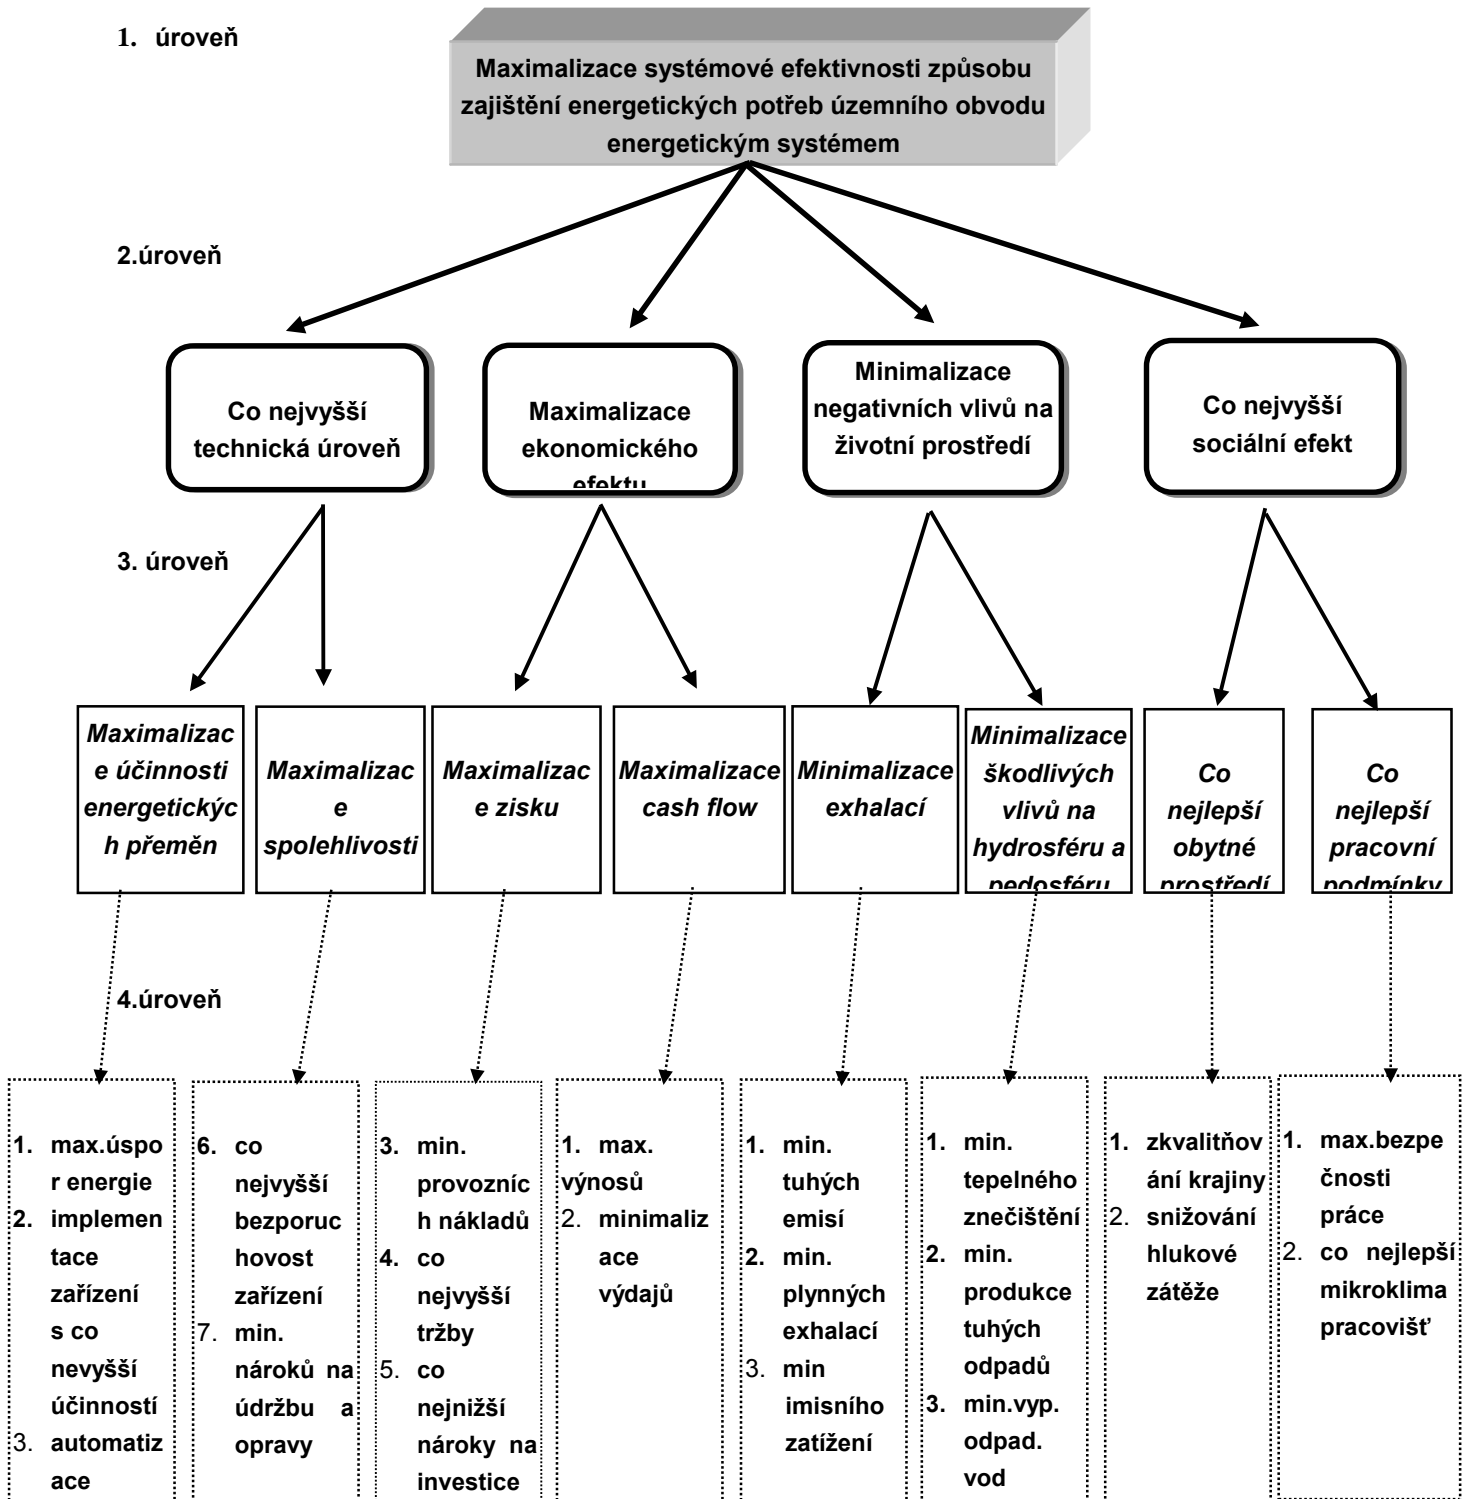 1. úroveň
Maximalizace systémové efektivnosti způsobu
zajištění energetických potřeb územního obvodu
energetickým systémem
2.úroveň
Co nejvyšší
technická úroveň
Maximalizace
ekonomického
efektu
Minimalizace
negativních vlivů na
životní prostředí
Co nejvyšší
sociální efekt
3. úroveň
Maximalizac
e účinnosti
energetickýc
h přeměn
Maximalizac
e
spolehlivosti
Maximalizac
e zisku
Maximalizace
cash flow
Minimalizace
exhalací
Minimalizace
škodlivých
vlivů na
hydrosféru a
pedosféru
Co
nejlepší
obytné
prostředí
Co
nejlepší
pracovní
podmínky
4.úroveň
1. max.úspo
r energie
2. implemen
tace
zařízení
s co
nevyšší
účinností
3. automatiz
ace
6. co
nejvyšší
bezporuc
hovost
zařízení
7. min.
nároků na
údržbu a
opravy
3. min.
provozníc
h nákladů
4. co
nejvyšší
tržby
5. co
nejnižší
nároky na
investice
1. max.
výnosů
2. minimaliz
ace
výdajů
1. min.
tuhých
emisí
2. min.
plynných
exhalací
3. min
imisního
zatížení
1. min.
tepelného
znečištění
2. min.
produkce
tuhých
odpadů
3. min.vyp.
odpad.
vod
1. zkvalitňov
ání krajiny
2. snižování
hlukové
zátěže
1. max.bezpe
čnosti
práce
2. co nejlepší
mikroklima
pracovišť